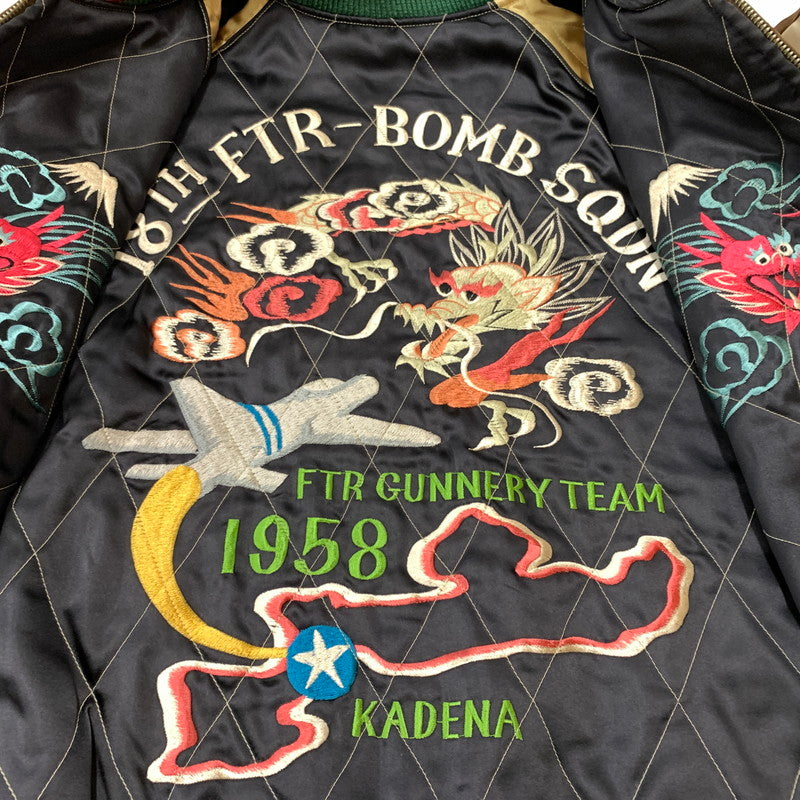 18TH FTR-BOMB SQDN
FTR GUNNERY TEAM
1958
KADENA